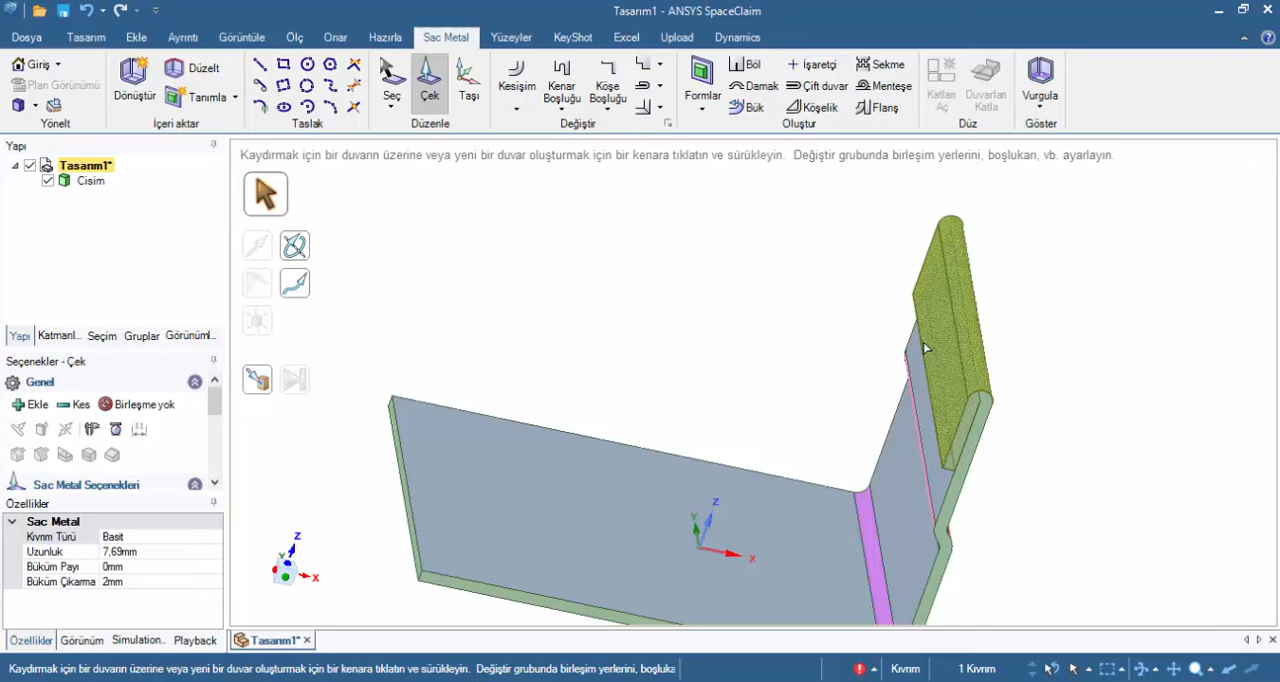 Tasarım1 - ANSYS SpaceClaim
Dosya Tasarım Ekle Ayrıntı Görüntüle Ölç Onar Hazırla Sac Metal Yüzeyler KeyShot Excel Upload Dynamics
Giriş
Plan Görünümü
Yönelt
Dönüştür
Düzelt
Tanımla
İçeri aktar
Taslak
Seç
Çek
Taşı
Düzenle
Kesişim
Kenar Boşluğu
Köşe Boşluğu
Değiştir
Formlar
Böl
Damak
Bük
İşaretçi
Çift duvar
Köşelik
Sekme
Menteşe
Flanş
Oluştur
Katları Aç
Duvarları Katla
Düz
Vurgula
Göster
Yapı
Tasarım1*
Cisim
Yapı Katmanl... Seçim Gruplar Görünüml...
Seçenekler - Çek
Genel
Ekle Kes Birleşme yok
Sac Metal Seçenekleri
Özellikler
Sac Metal
Kıvrım Türü Basit
Uzunluk 7,69mm
Büküm Payı 0mm
Büküm Çıkarma 2mm
Özellikler Görünüm Simulation.. Playback
Kaydırmak için bir duvarın üzerine veya yeni bir duvar oluşturmak için bir kenara tıklatın ve sürükleyin. Değiştir grubunda birleşim yerlerini, boşlukarı, vb. ayarlayın.
Z
Y
X
Z
Y
X
Tasarım1*
Kaydırmak için bir duvarın üzerine veya yeni bir duvar oluşturmak için bir kenara tıklatın ve sürükleyin. Değiştir grubunda birleşim yerlerini, boşluka
Kıvrım
1 Kıvrım